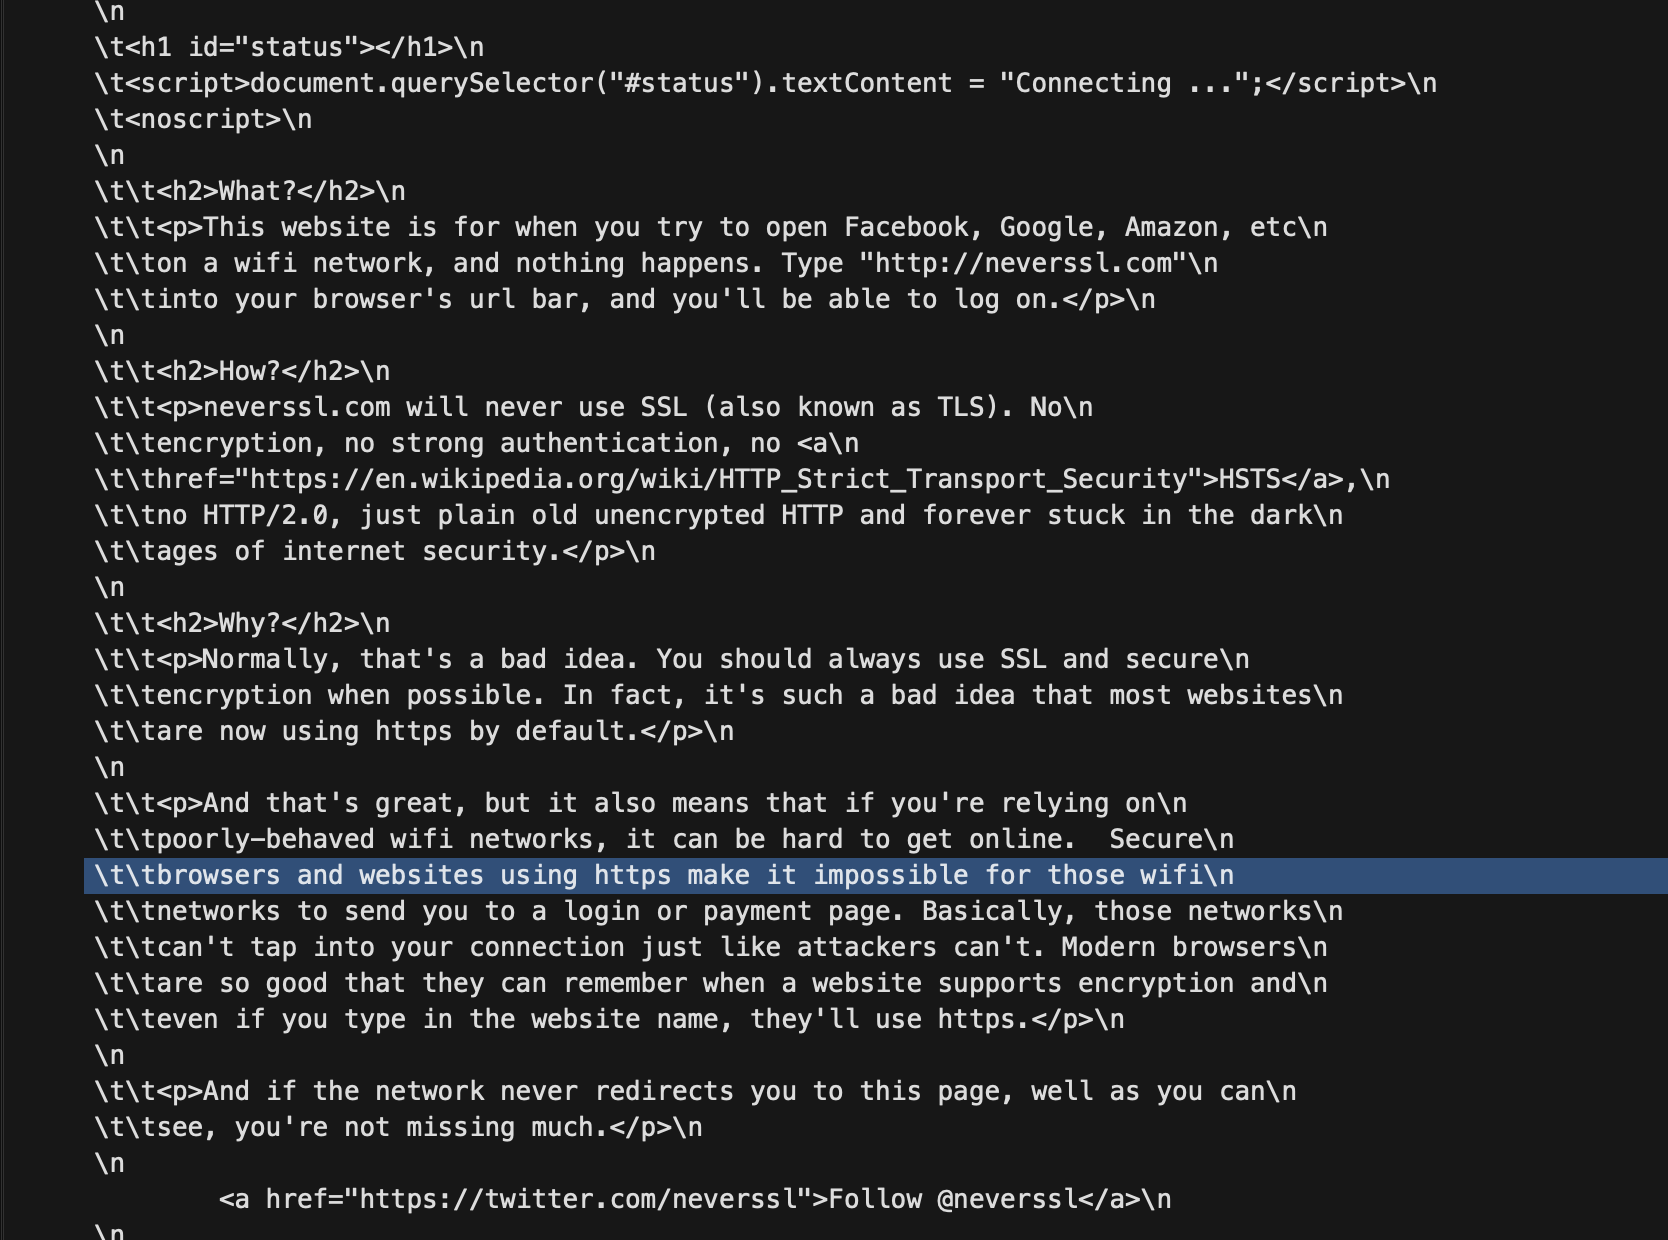 \n
\t<h1 id="status"></h1>\n
\t<script>document.querySelector("#status").textContent = "Connecting ...";</script>\n
\t<noscript>\n
\n
\t\t<h2>What?</h2>\n
\t\t<p>This website is for when you try to open Facebook, Google, Amazon, etc\n
\t\ton a wifi network, and nothing happens. Type "http://neverssl.com"\n
\t\tinto your browser's url bar, and you'll be able to log on.</p>\n
\n
\t\t<h2>How?</h2>\n
\t\t<p>neverssl.com will never use SSL (also known as TLS). No\n
\t\tencryption, no strong authentication, no <a\n
\t\thref="https://en.wikipedia.org/wiki/HTTP_Strict_Transport_Security">HSTS</a>,\n
\t\tno HTTP/2.0, just plain old unencrypted HTTP and forever stuck in the dark\n
\t\tages of internet security.</p>\n
\n
\t\t<h2>Why?</h2>\n
\t\t<p>Normally, that's a bad idea. You should always use SSL and secure\n
\t\tencryption when possible. In fact, it's such a bad idea that most websites\n
\t\tare now using https by default.</p>\n
\n
\t\t<p>And that's great, but it also means that if you're relying on\n
\t\tpoorly-behaved wifi networks, it can be hard to get online.  Secure\n
\t\tbrowsers and websites using https make it impossible for those wifi\n
\t\tnetworks to send you to a login or payment page. Basically, those networks\n
\t\tcan't tap into your connection just like attackers can't. Modern browsers\n
\t\tare so good that they can remember when a website supports encryption and\n
\t\teven if you type in the website name, they'll use https.</p>\n
\n
\t\t<p>And if the network never redirects you to this page, well as you can\n
\t\tsee, you're not missing much.</p>\n
\n
        <a href="https://twitter.com/neverssl">Follow @neverssl</a>\n
\n